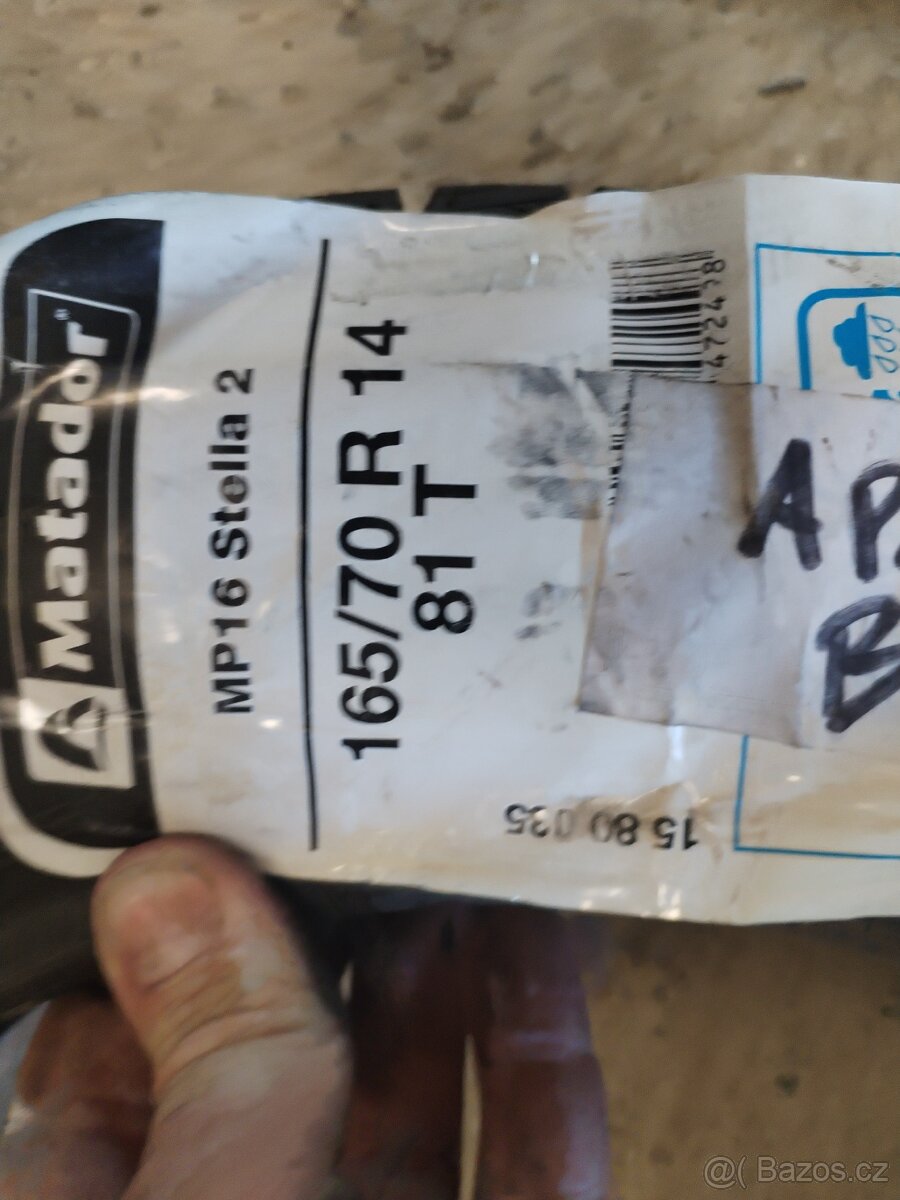 Matador®
MP16 Stella 2
165/70 R 14
81 T
15 80 035
@( Bazos.cz